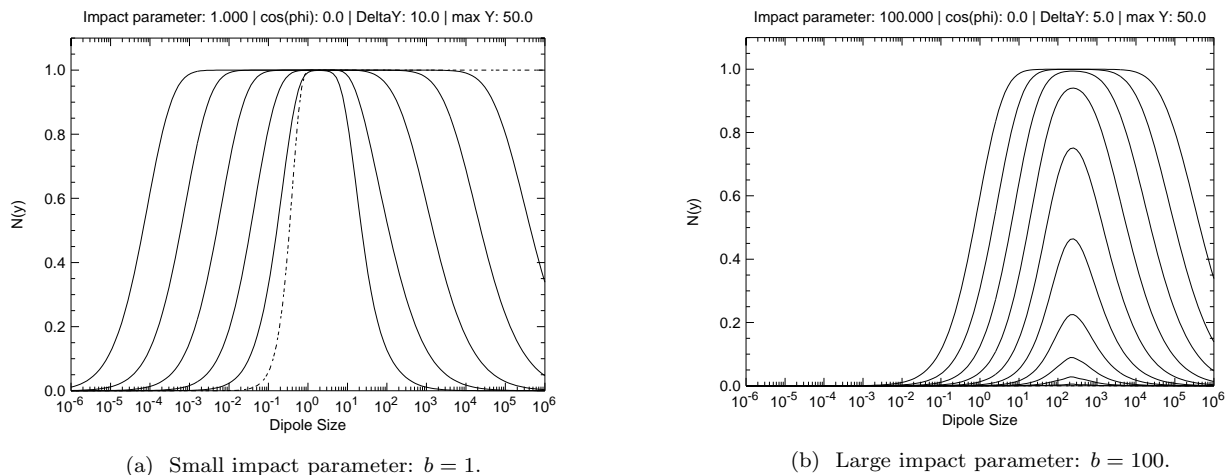 Impact parameter: 1.000 | cos(phi): 0.0 | DeltaY: 10.0 | max Y: 50.0
N(y)
1.0
0.8
0.6
0.4
0.2
0.0
10^-6 10^-5 10^-4 10^-3 10^-2 10^-1 10^0 10^1 10^2 10^3 10^4 10^5 10^6
Dipole Size
(a) Small impact parameter: b = 1.
Impact parameter: 100.000 | cos(phi): 0.0 | DeltaY: 5.0 | max Y: 50.0
N(y)
1.0
0.8
0.6
0.4
0.2
0.0
10^-6 10^-5 10^-4 10^-3 10^-2 10^-1 10^0 10^1 10^2 10^3 10^4 10^5 10^6
Dipole Size
(b) Large impact parameter: b = 100.